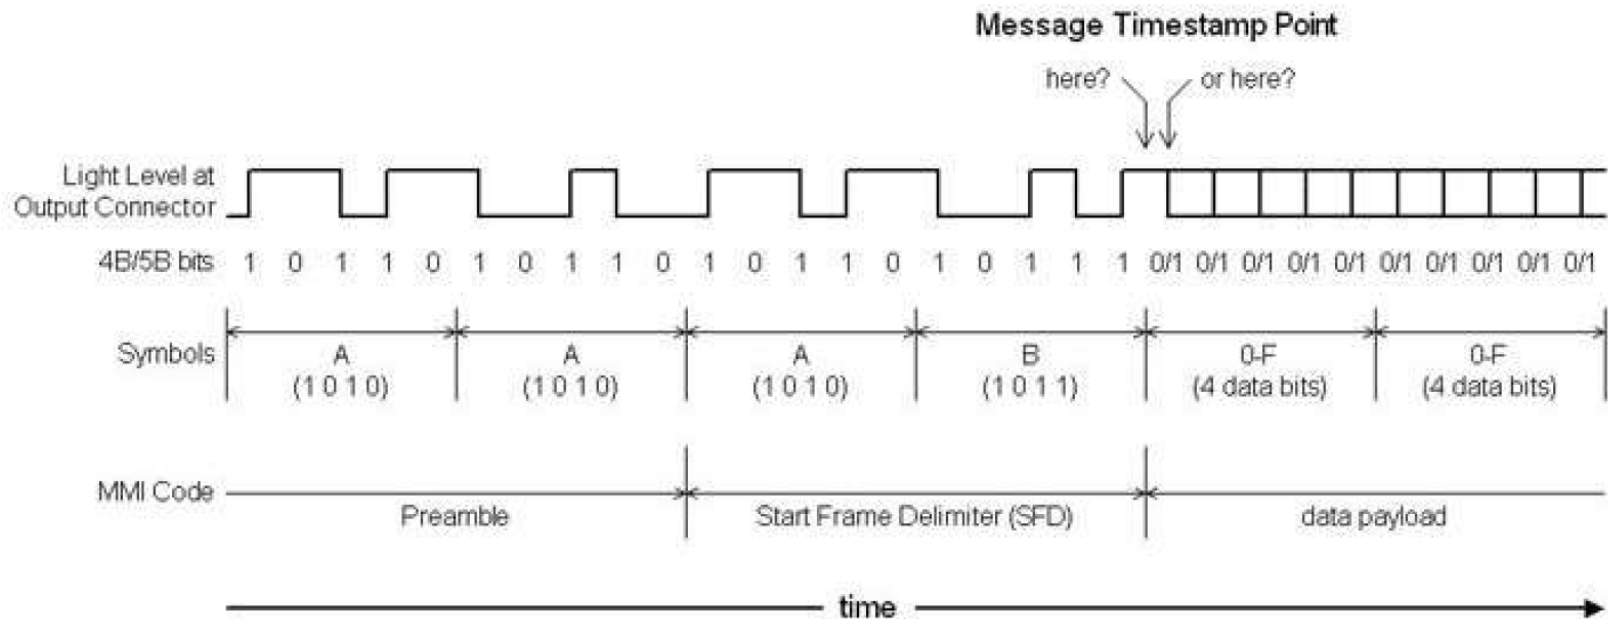 Message Timestamp Point
here? or here?
Light Level at
Output Connector
4B/5B bits 1 0 1 1 0 1 0 1 1 0 1 0 1 1 0 1 0 1 1 1 0/1 0/1 0/1 0/1 0/1 0/1 0/1 0/1 0/1 0/1
Symbols A A A B 0-F 0-F
(1 0 1 0) (1 0 1 0) (1 0 1 0) (1 0 1 1) (4 data bits) (4 data bits)
MMI Code
Preamble Start Frame Delimiter (SFD) data payload
time